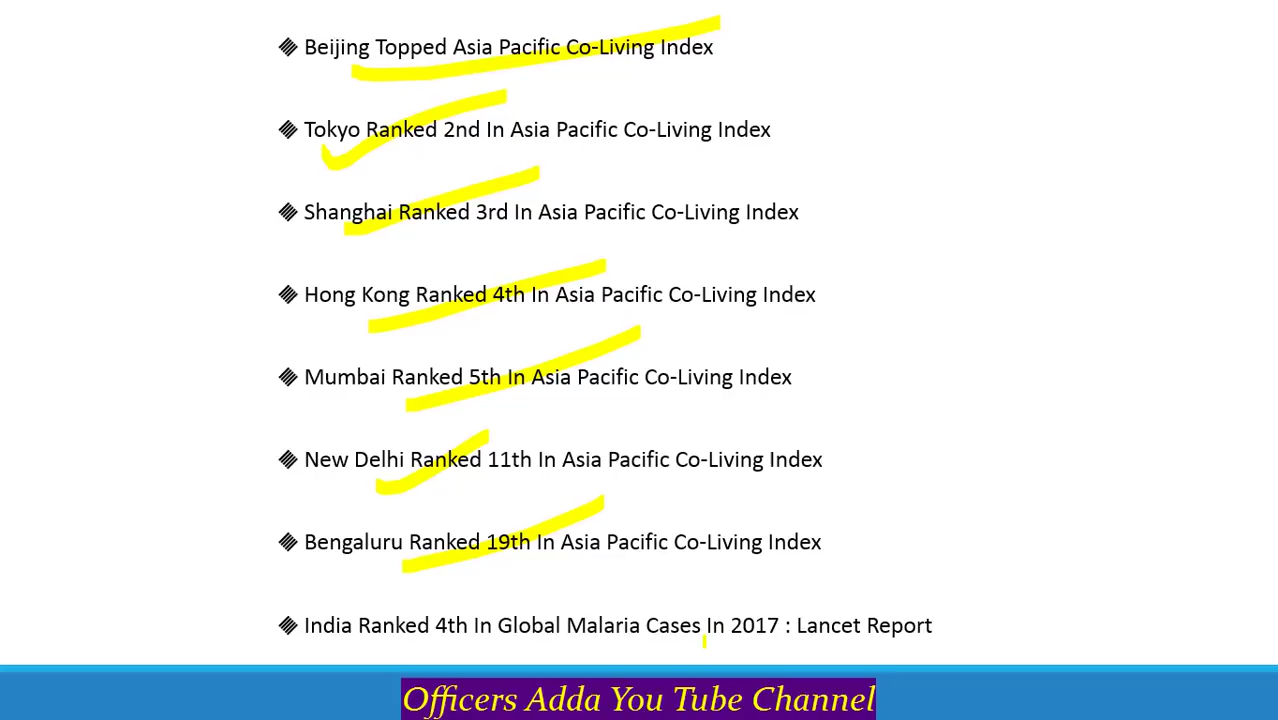 Beijing Topped Asia Pacific Co-Living Index
Tokyo Ranked 2nd In Asia Pacific Co-Living Index
Shanghai Ranked 3rd In Asia Pacific Co-Living Index
Hong Kong Ranked 4th In Asia Pacific Co-Living Index
Mumbai Ranked 5th In Asia Pacific Co-Living Index
New Delhi Ranked 11th In Asia Pacific Co-Living Index
Bengaluru Ranked 19th In Asia Pacific Co-Living Index
India Ranked 4th In Global Malaria Cases In 2017 : Lancet Report
Officers Adda You Tube Channel